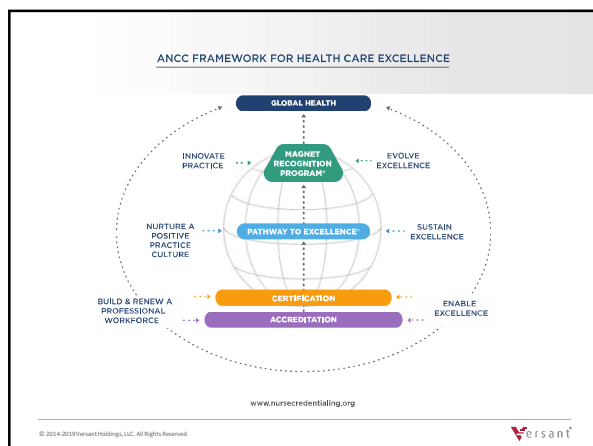 ANCC FRAMEWORK FOR HEALTH CARE EXCELLENCE
GLOBAL HEALTH
INNOVATE
PRACTICE
MAGNET
RECOGNITION
PROGRAM®
EVOLVE
EXCELLENCE
NURTURE A
POSITIVE
PRACTICE
CULTURE
PATHWAY TO EXCELLENCE®
SUSTAIN
EXCELLENCE
BUILD & RENEW A
PROFESSIONAL
WORKFORCE
CERTIFICATION
ACCREDITATION
ENABLE
EXCELLENCE
www.nursecredentialing.org
© 2014-2019 Versant Holdings, LLC. All Rights Reserved.
Versant®